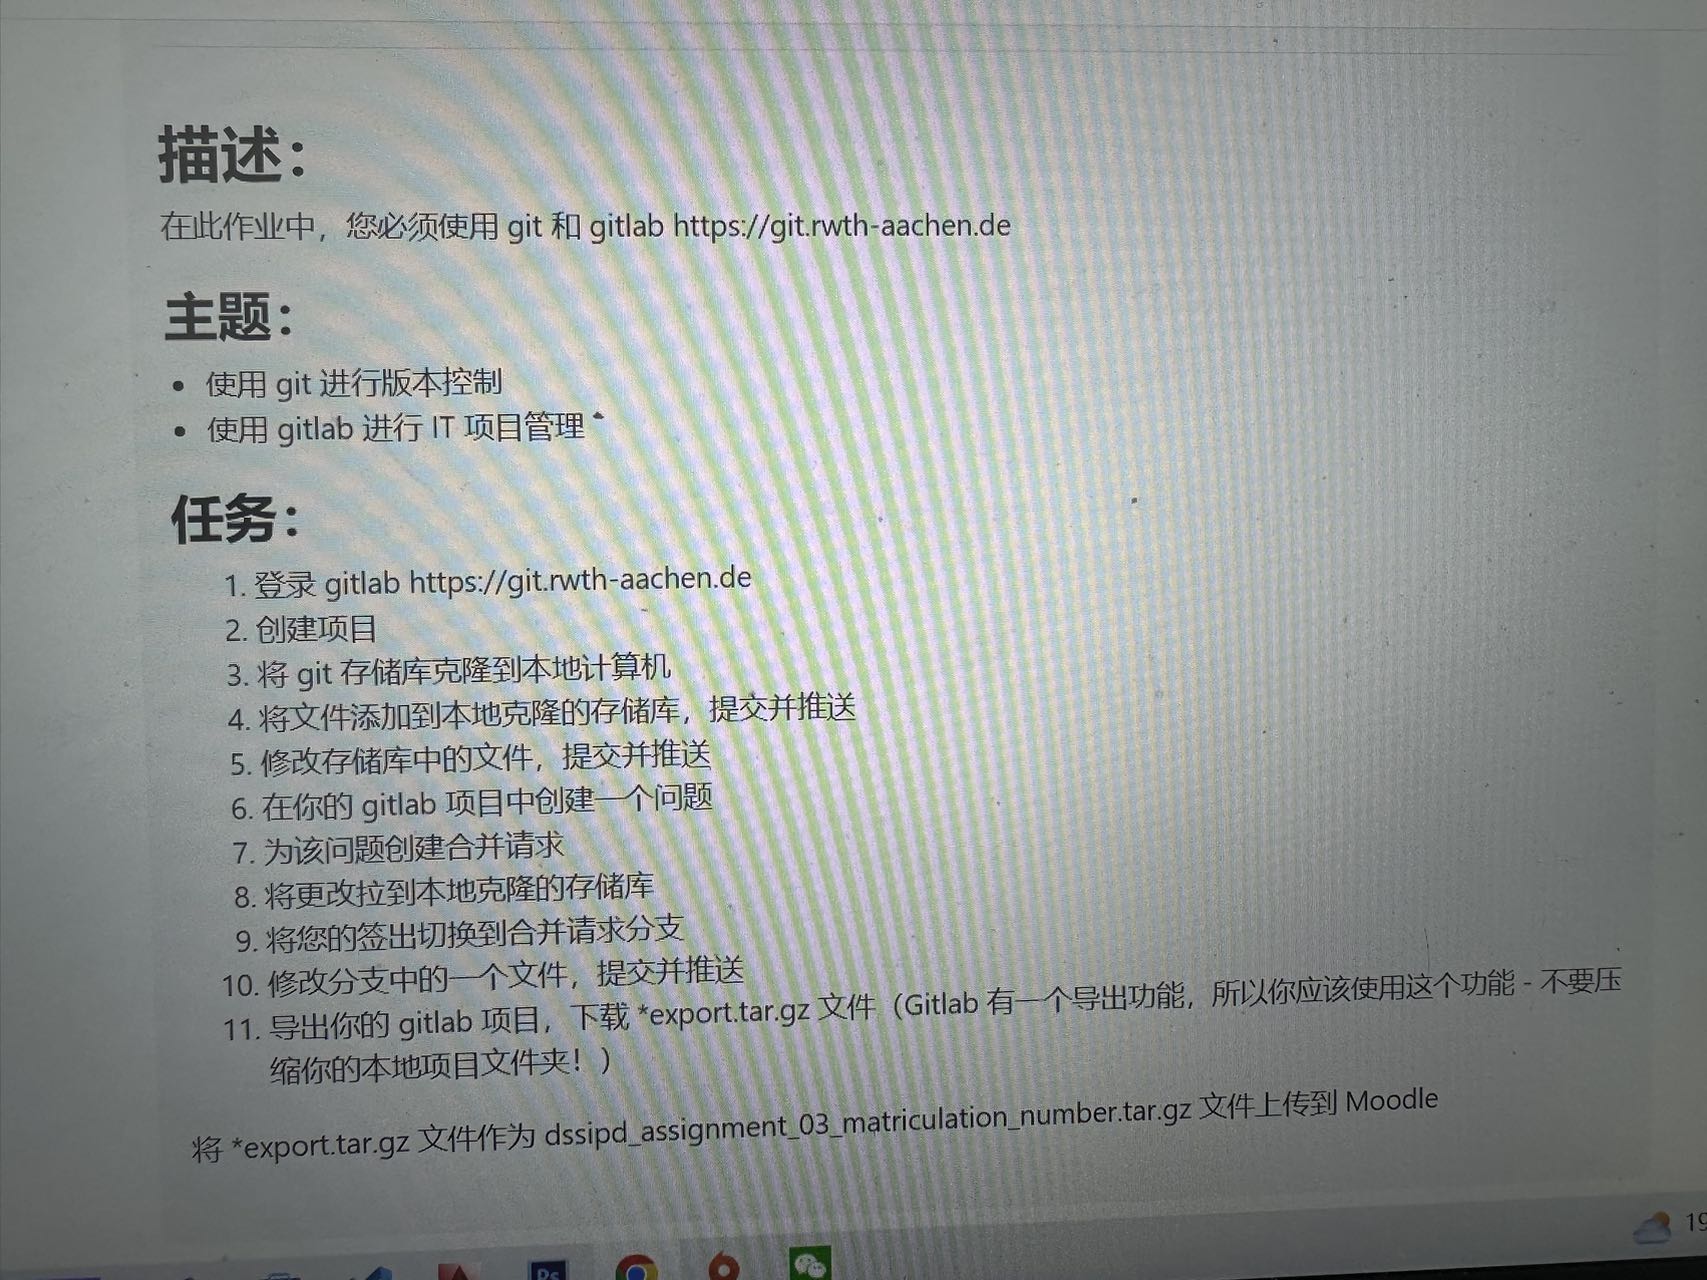 描述：
在此作业中，您必须使用 git 和 gitlab https://git.rwth-aachen.de
主题：
• 使用 git 进行版本控制
• 使用 gitlab 进行 IT 项目管理
任务：
1. 登录 gitlab https://git.rwth-aachen.de
2. 创建项目
3. 将 git 存储库克隆到本地计算机
4. 将文件添加到本地克隆的存储库，提交并推送
5. 修改存储库中的文件，提交并推送
6. 在你的 gitlab 项目中创建一个问题
7. 为该问题创建合并请求
8. 将更改拉到本地克隆的存储库
9. 将您的签出切换到合并请求分支
10. 修改分支中的一个文件，提交并推送
11. 导出你的 gitlab 项目，下载 *export.tar.gz 文件（Gitlab 有一个导出功能，所以你应该使用这个功能 - 不要压
缩你的本地项目文件夹！）
将 *export.tar.gz 文件作为 dssipd_assignment_03_matriculation_number.tar.gz 文件上传到 Moodle
Ps
19